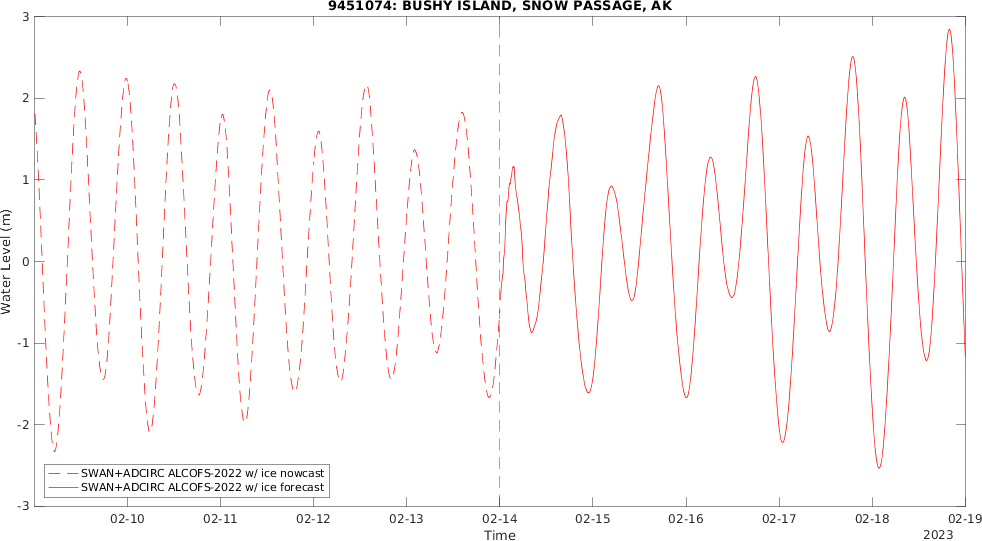 9451074: BUSHY ISLAND, SNOW PASSAGE, AK
Water Level (m)
3
2
1
0
-1
-2
-3
SWAN+ADCIRC ALCOFS-2022 w/ ice nowcast
SWAN+ADCIRC ALCOFS-2022 w/ ice forecast
02-10 02-11 02-12 02-13 02-14 02-15 02-16 02-17 02-18 02-19
Time
2023